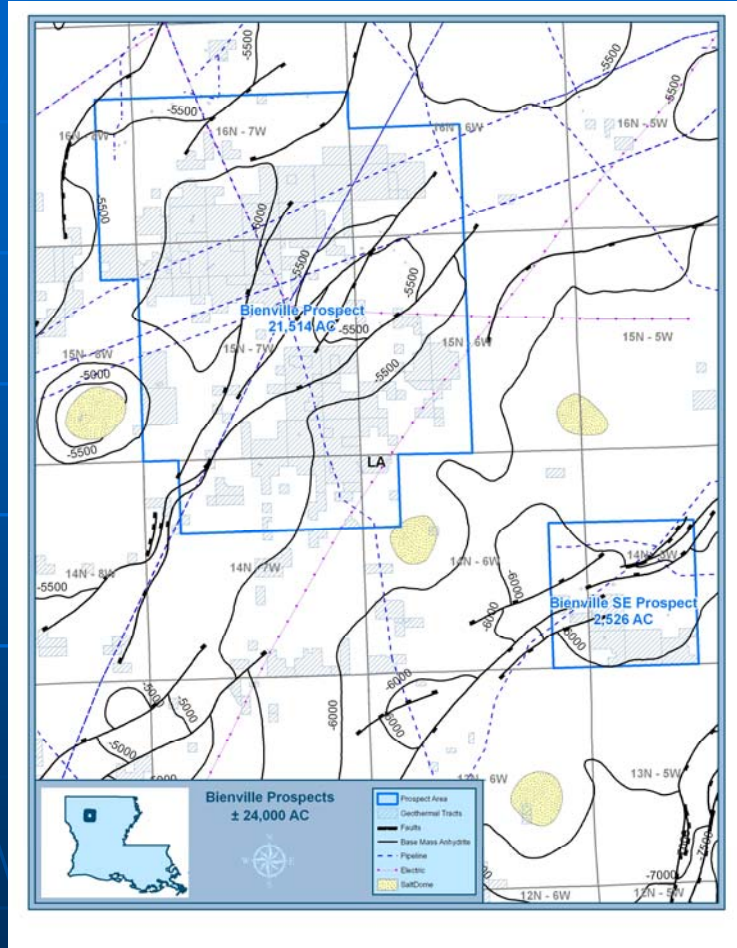 -5500
-5500
-5500
16N - 8W
16N - 7W
16N - 6W
16N - 5W
-5500
-6000
-5500
-5500
Bienville Prospect
21,514 AC
-5500
15N - 8W
15N - 7W
15N - 6W
15N - 5W
-5000
-5500
-5500
LA
14N - 8W
14N - 7W
14N - 6W
14N - 5W
-5500
-6000
-6000
Bienville SE Prospect
2,526 AC
-6000
-5000
-5000
-5000
-6000
-6000
-6000
13N - 6W
13N - 5W
-7000
-7500
-7000
12N - 6W
12N - 5W
Bienville Prospects
± 24,000 AC
N
W E
S
Prospect Area
Geothermal Tracts
Faults
Base Mass Anhydrite
Pipeline
Electric
SaltDome